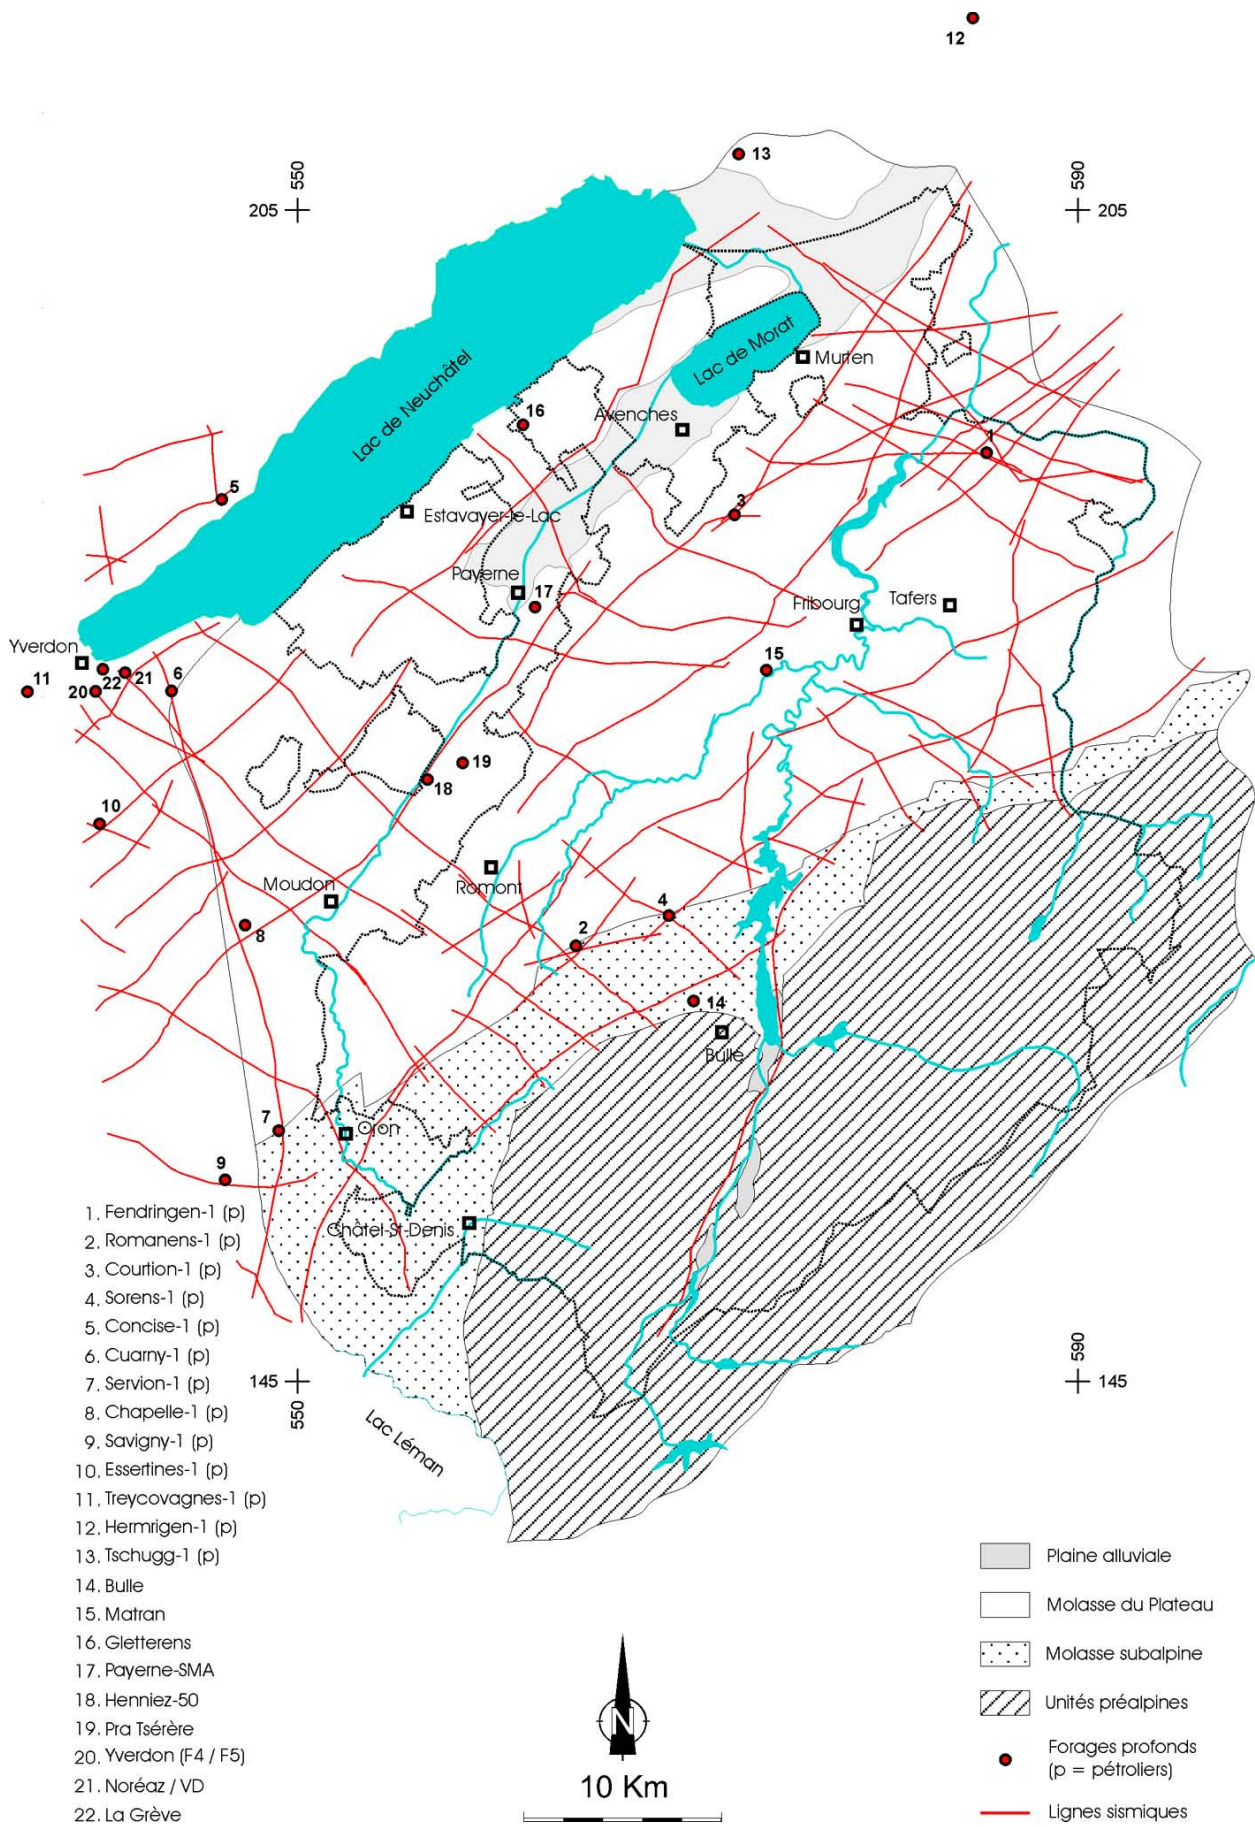 12
13
550
590
205
205
Lac de Neuchâtel
Lac de Morat
Murten
16
Avenches
1
5
3
Estavayer-le-Lac
Payerne
17
Fribourg
Tafers
Yverdon
15
11
20
22
21
6
19
18
10
Moudon
Romont
4
2
8
14
Bulle
7
Oron
9
Châtel-St-Denis
145
550
590
145
Lac Léman
1. Fendringen-1 (p)
2. Romanens-1 (p)
3. Courtion-1 (p)
4. Sorens-1 (p)
5. Concise-1 (p)
6. Cuarny-1 (p)
7. Servion-1 (p)
8. Chapelle-1 (p)
9. Savigny-1 (p)
10. Essertines-1 (p)
11. Treycovagnes-1 (p)
12. Hermrigen-1 (p)
13. Tschugg-1 (p)
14. Bulle
15. Matran
16. Gletterens
17. Payerne-SMA
18. Henniez-50
19. Pra Tsérère
20. Yverdon (F4 / F5)
21. Noréaz / VD
22. La Grève
N
10 Km
Plaine alluviale
Molasse du Plateau
Molasse subalpine
Unités préalpines
Forages profonds
(p = pétroliers)
Lignes sismiques